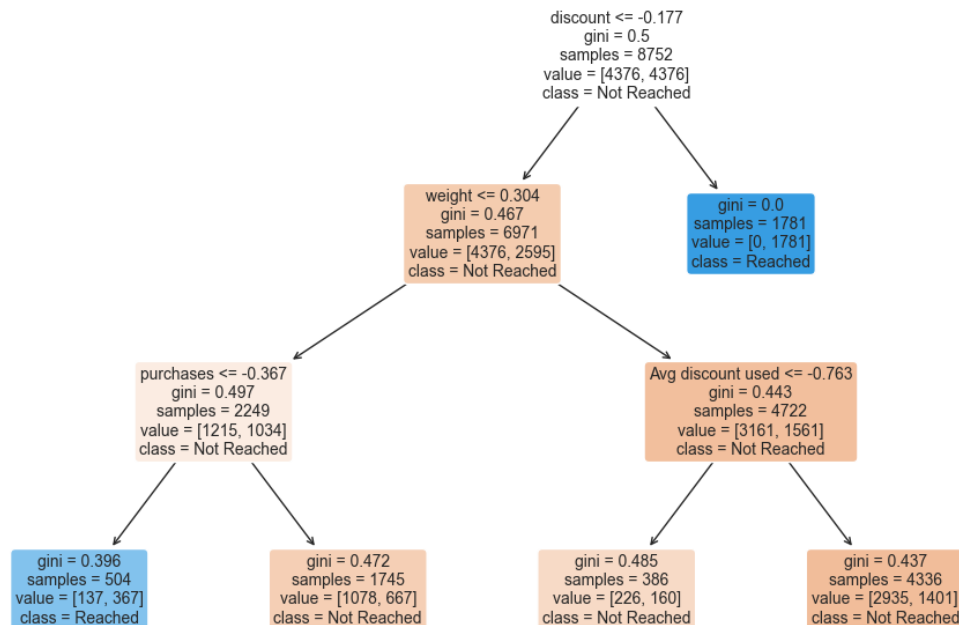 discount <= -0.177
gini = 0.5
samples = 8752
value = [4376, 4376]
class = Not Reached
weight <= 0.304
gini = 0.467
samples = 6971
value = [4376, 2595]
class = Not Reached
gini = 0.0
samples = 1781
value = [0, 1781]
class = Reached
purchases <= -0.367
gini = 0.497
samples = 2249
value = [1215, 1034]
class = Not Reached
Avg discount used <= -0.763
gini = 0.443
samples = 4722
value = [3161, 1561]
class = Not Reached
gini = 0.396
samples = 504
value = [137, 367]
class = Reached
gini = 0.472
samples = 1745
value = [1078, 667]
class = Not Reached
gini = 0.485
samples = 386
value = [226, 160]
class = Not Reached
gini = 0.437
samples = 4336
value = [2935, 1401]
class = Not Reached